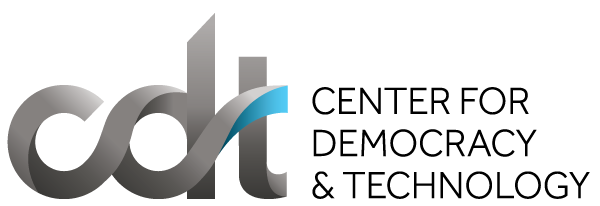 cdt
CENTER FOR
DEMOCRACY
& TECHNOLOGY